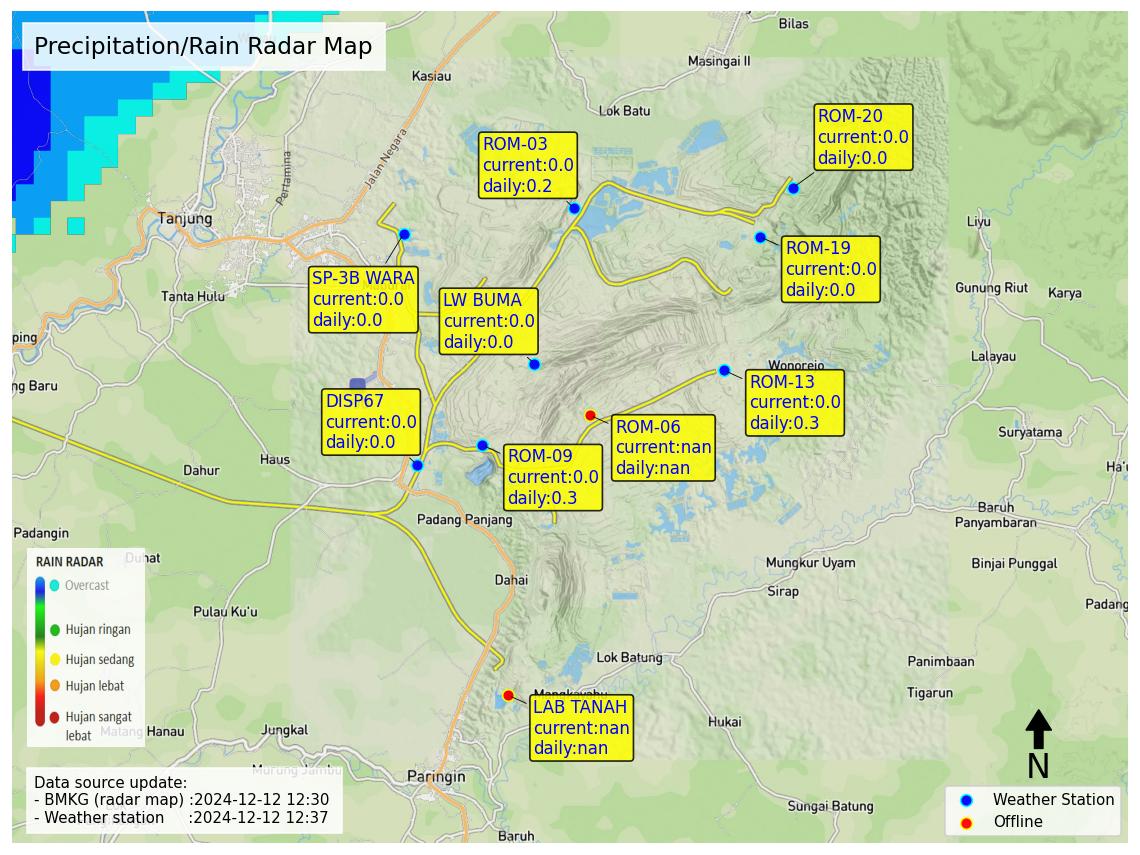 Precipitation/Rain Radar Map
Bilas
Masingai II
Kasiau
Lok Batu
ROM-20
current:0.0
daily:0.0
ROM-03
current:0.0
daily:0.2
Jalan Negara
Pertamina
Tanjung
Liyu
ROM-19
current:0.0
daily:0.0
SP-3B WARA
current:0.0
daily:0.0
LW BUMA
current:0.0
daily:0.0
Tanta Hulu
Gunung Riut
Karya
ping
Lalayau
Wonorejo
ng Baru
ROM-13
current:0.0
daily:0.3
DISP67
current:0.0
daily:0.0
ROM-06
current:nan
daily:nan
Suryatama
ROM-09
current:0.0
daily:0.3
Haus
Dahur
Ha'u
Baruh
Panyambaran
Padang Panjang
Padangin
Duhat
Mungkur Uyam
Binjai Punggal
Dahai
Sirap
Padang
Pulau Ku'u
RAIN RADAR
Overcast
Hujan ringan
Hujan sedang
Hujan lebat
Hujan sangat
lebat
Lok Batung
Panimbaan
Tigarun
Mangkayahu
LAB TANAH
current:nan
daily:nan
Hukai
Matang Hanau
Jungkal
Murung Jambu
Paringin
N
Data source update:
- BMKG (radar map) :2024-12-12 12:30
- Weather station :2024-12-12 12:37
Sungai Batung
Baruh
Weather Station
Offline